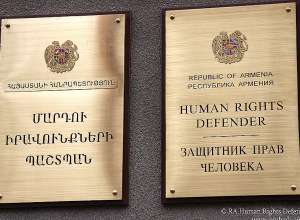 ՀԱՅԱՍՏԱՆԻ ՀԱՆՐԱՊԵՏՈՒԹՅՈՒՆ
ՄԱՐԴՈՒ
ԻՐԱՎՈՒՆՔՆԵՐԻ
ՊԱՇՏՊԱՆ
REPUBLIC OF ARMENIA
РЕСПУБЛИКА АРМЕНИЯ
HUMAN RIGHTS
DEFENDER
ЗАЩИТНИК ПРАВ
ЧЕЛОВЕКА
© RA Human Rights Defen